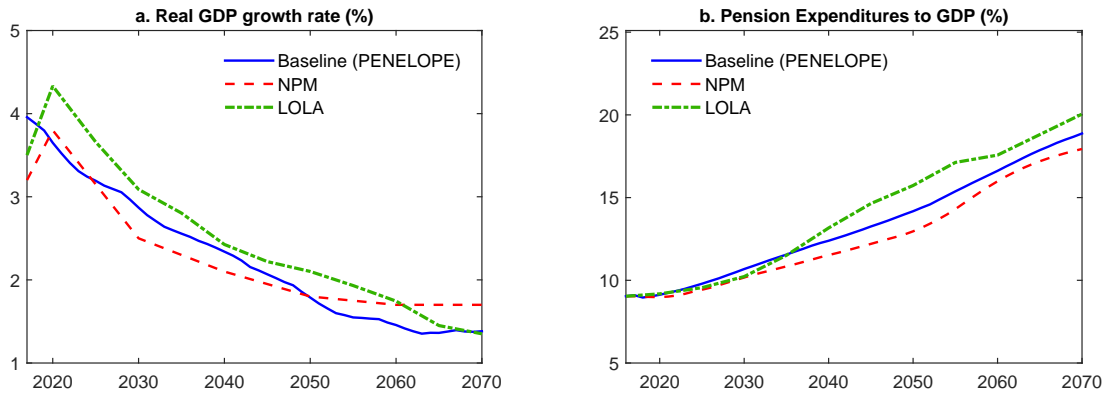 a. Real GDP growth rate (%)
5
4
3
2
1
2020 2030 2040 2050 2060 2070
Baseline (PENELOPE)
NPM
LOLA
b. Pension Expenditures to GDP (%)
25
20
15
10
5
2020 2030 2040 2050 2060 2070
Baseline (PENELOPE)
NPM
LOLA